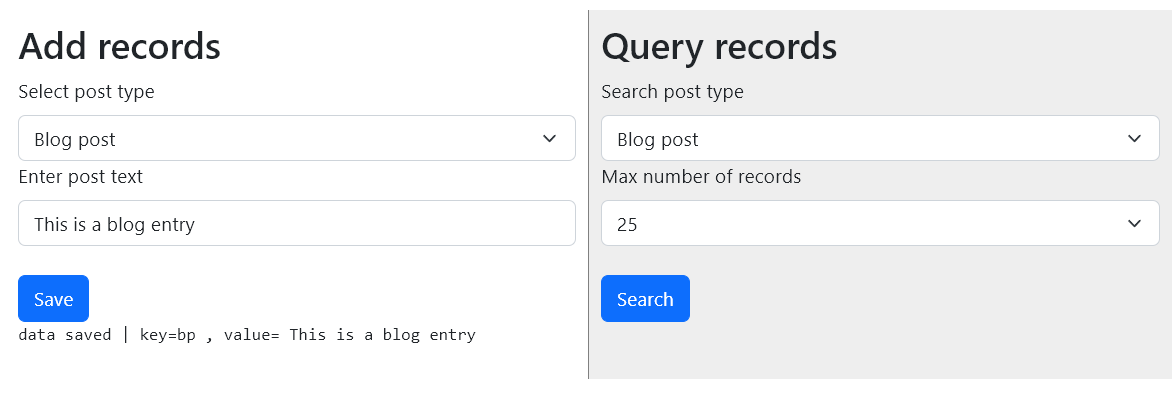 Add records
Select post type
Blog post
Enter post text
This is a blog entry
Save
data saved | key=bp , value= This is a blog entry
Query records
Search post type
Blog post
Max number of records
25
Search